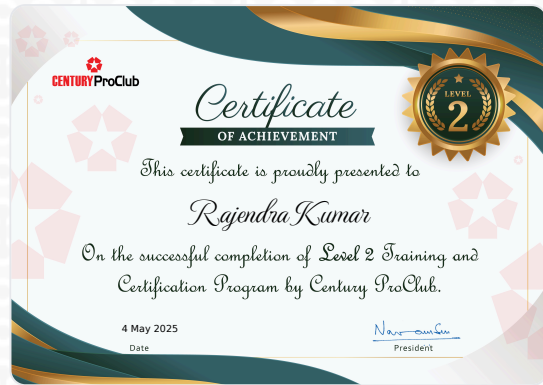 CENTURY ProClub
LEVEL
2
Certificate
OF ACHIEVEMENT
This certificate is proudly presented to
Rajendra Kumar
On the successful completion of Level 2 Training and
Certification Program by Century ProClub.
4 May 2025
Date
President